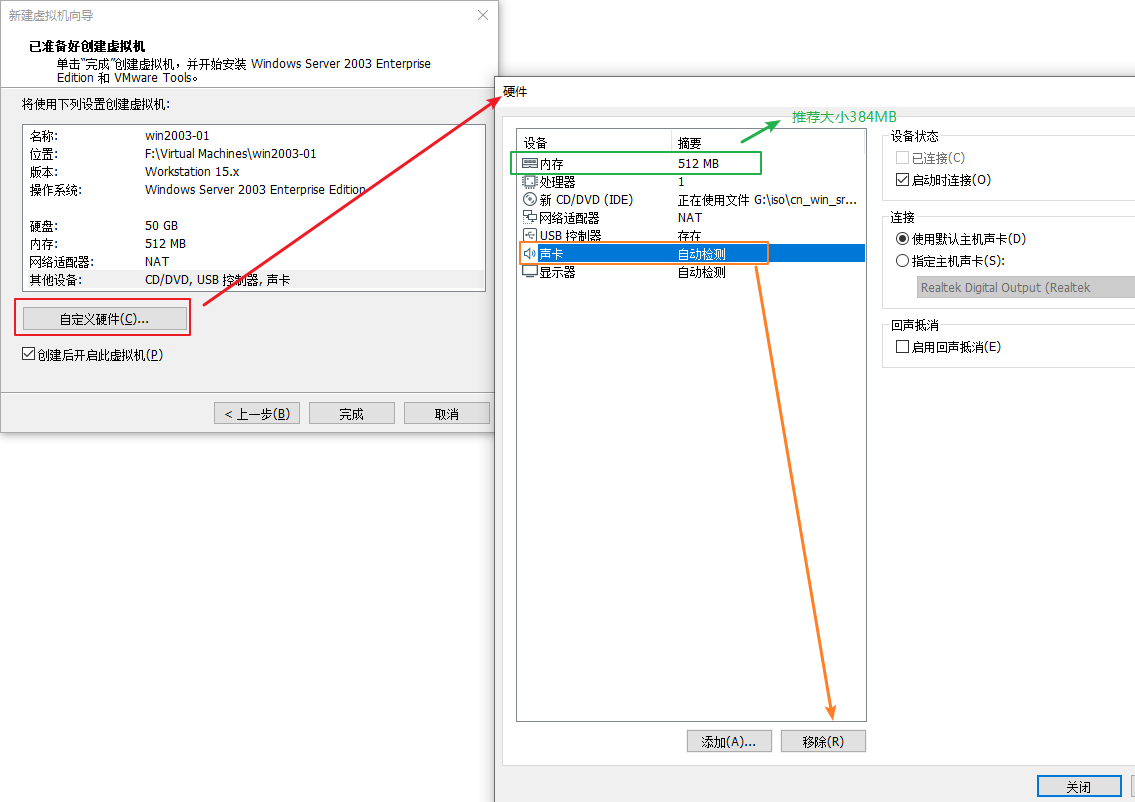 新建虚拟机向导
已准备好创建虚拟机
单击"完成"创建虚拟机，并开始安装 Windows Server 2003 Enterprise
Edition 和 VMware Tools。
将使用下列设置创建虚拟机:
名称: win2003-01
位置: F:\Virtual Machines\win2003-01
版本: Workstation 15.x
操作系统: Windows Server 2003 Enterprise Edition
硬盘: 50 GB
内存: 512 MB
网络适配器: NAT
其他设备: CD/DVD, USB 控制器, 声卡
自定义硬件(C)...
创建后开启此虚拟机(P)
< 上一步(B) 完成 取消
硬件
推荐大小384MB
设备 摘要
内存 512 MB
处理器 1
新 CD/DVD (IDE) 正在使用文件 G:\iso\cn_win_sr...
网络适配器 NAT
USB 控制器 存在
声卡 自动检测
显示器 自动检测
添加(A)... 移除(R)
设备状态
已连接(C)
启动时连接(O)
连接
使用默认主机声卡(D)
指定主机声卡(S):
Realtek Digital Output (Realtek
回声抵消
启用回声抵消(E)
关闭